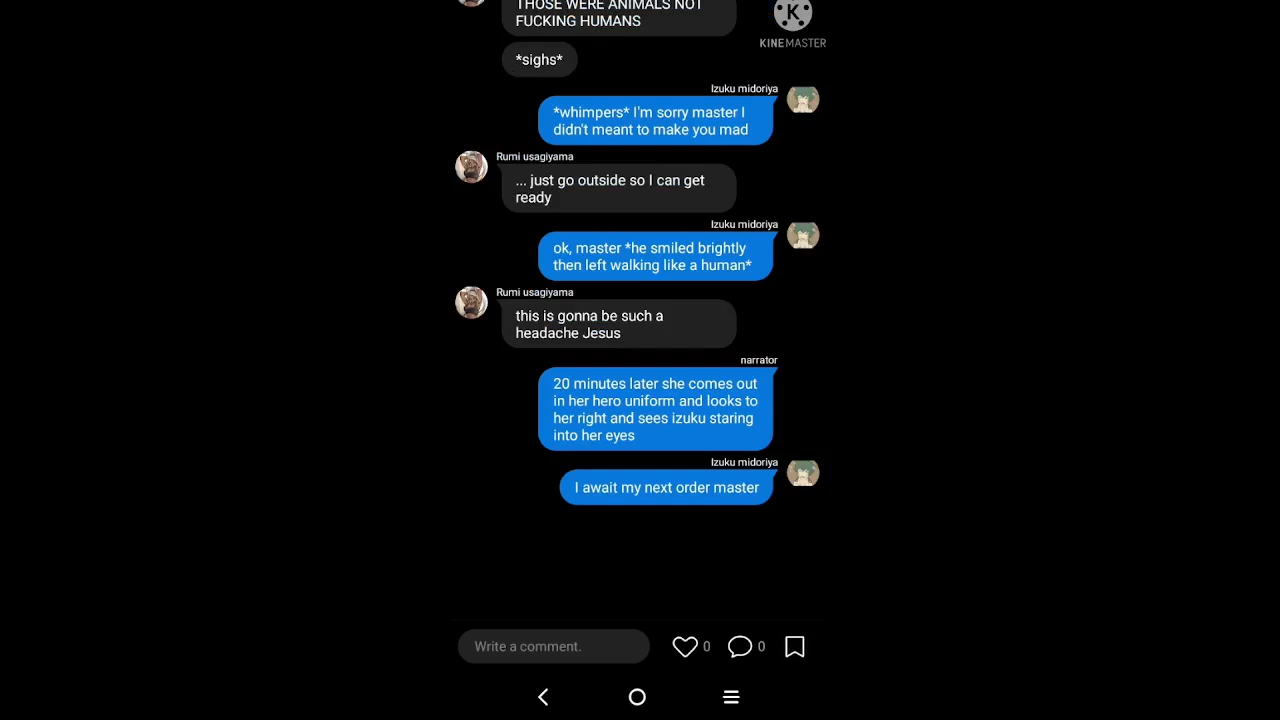 THOSE WERE ANIMALS NOT
FUCKING HUMANS
K
KINEMASTER
*sighs*
Izuku midoriya
*whimpers* I'm sorry master I
didn't meant to make you mad
Rumi usagiyama
... just go outside so I can get
ready
Izuku midoriya
ok, master *he smiled brightly
then left walking like a human*
Rumi usagiyama
this is gonna be such a
headache Jesus
narrator
20 minutes later she comes out
in her hero uniform and looks to
her right and sees izuku staring
into her eyes
Izuku midoriya
I await my next order master
Write a comment.
0
0